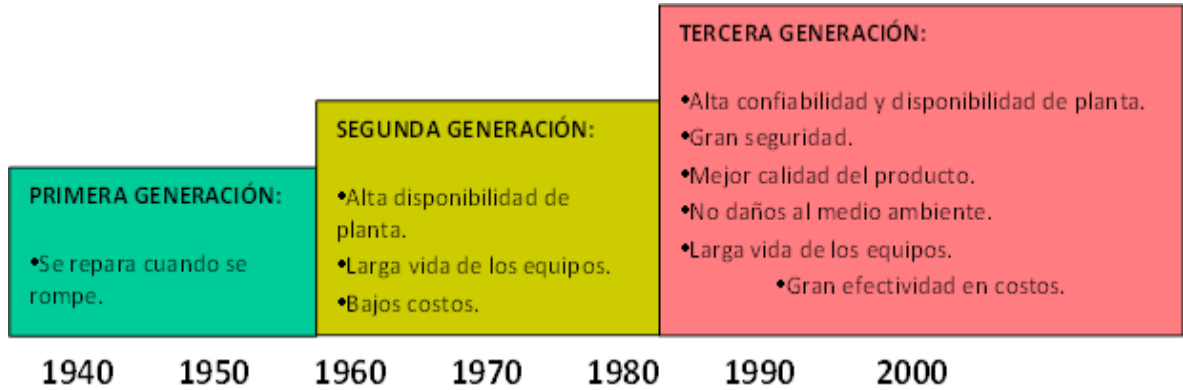 PRIMERA GENERACIÓN:
•Se repara cuando se
rompe.
SEGUNDA GENERACIÓN:
•Alta disponibilidad de
planta.
•Larga vida de los equipos.
•Bajos costos.
TERCERA GENERACIÓN:
•Alta confiabilidad y disponibilidad de planta.
•Gran seguridad.
•Mejor calidad del producto.
•No daños al medio ambiente.
•Larga vida de los equipos.
•Gran efectividad en costos.
1940 1950 1960 1970 1980 1990 2000